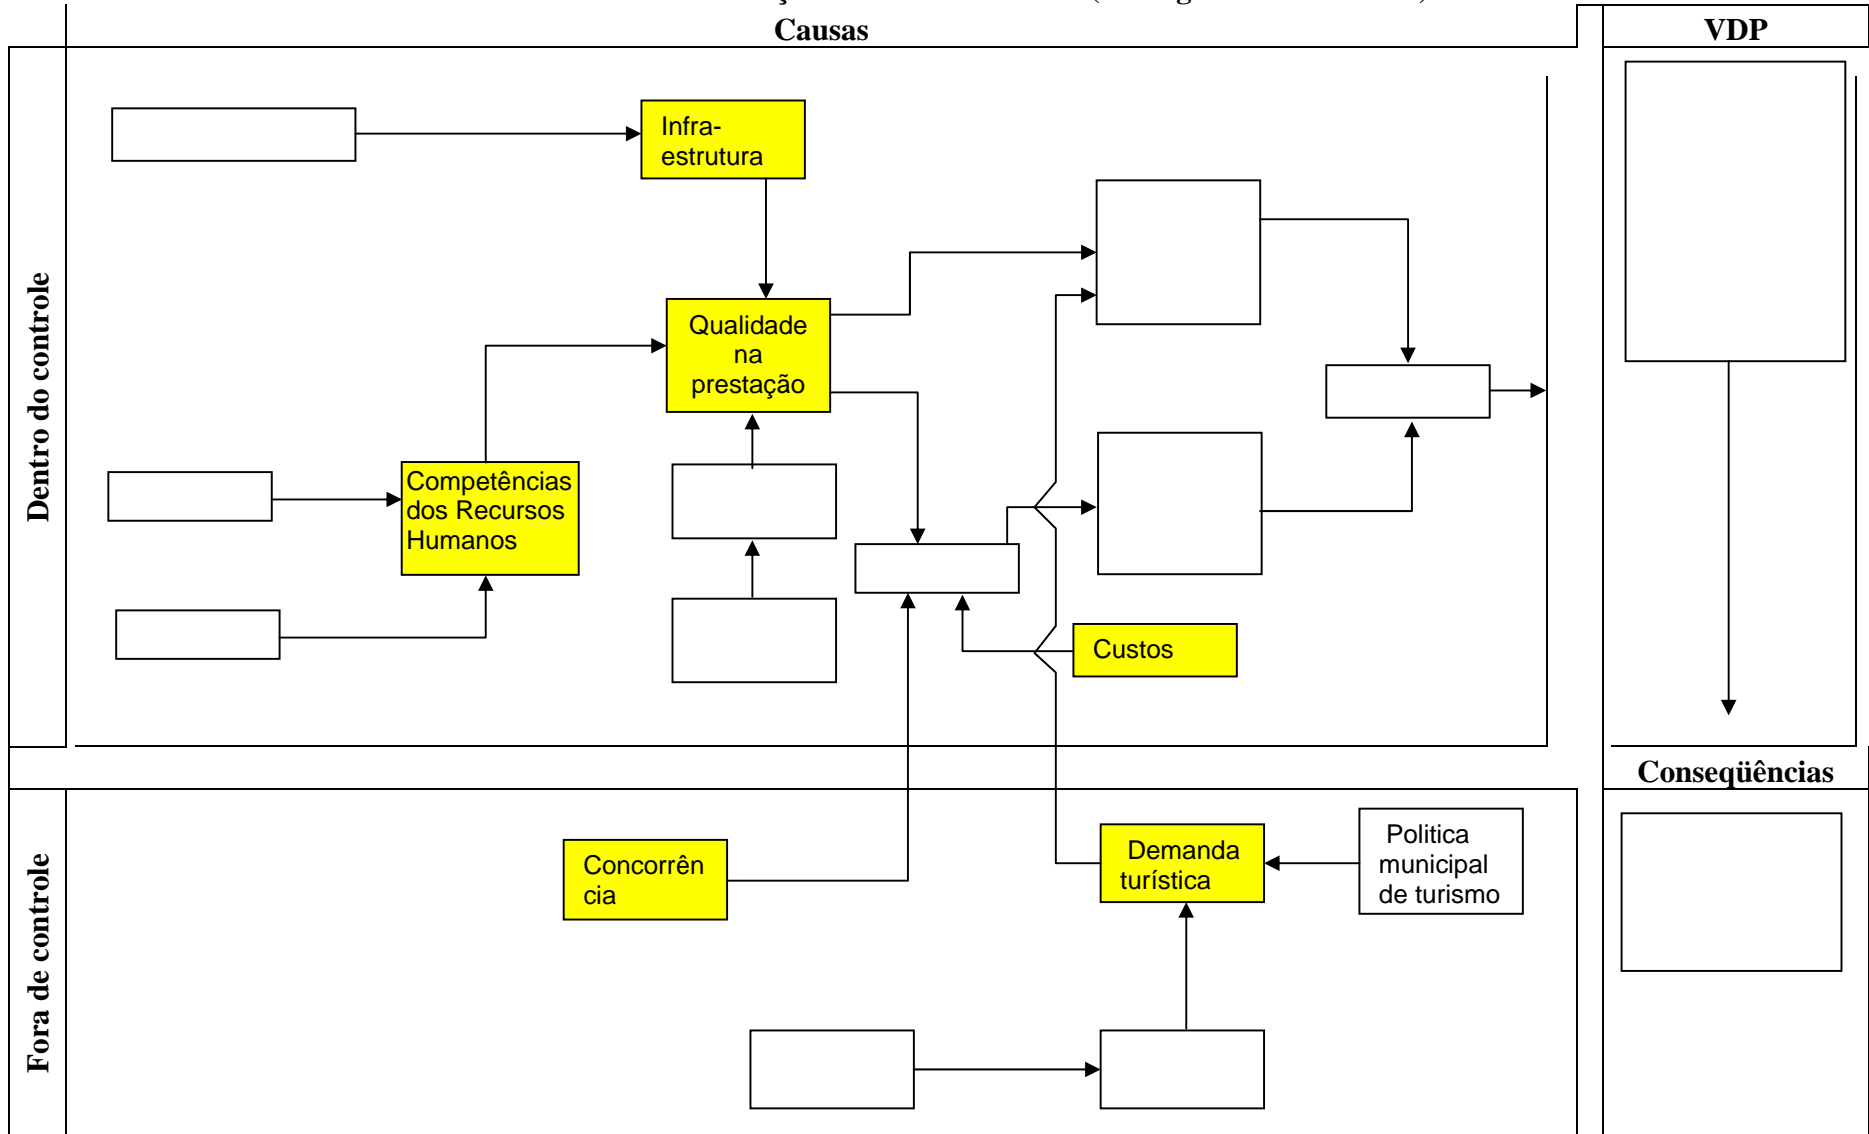 Causas
VDP
Dentro do controle
Infra-
estrutura
Qualidade
na
prestação
Competências
dos Recursos
Humanos
Custos
Conseqüências
Fora de controle
Concorrên
cia
Demanda
turística
Politica
municipal
de turismo